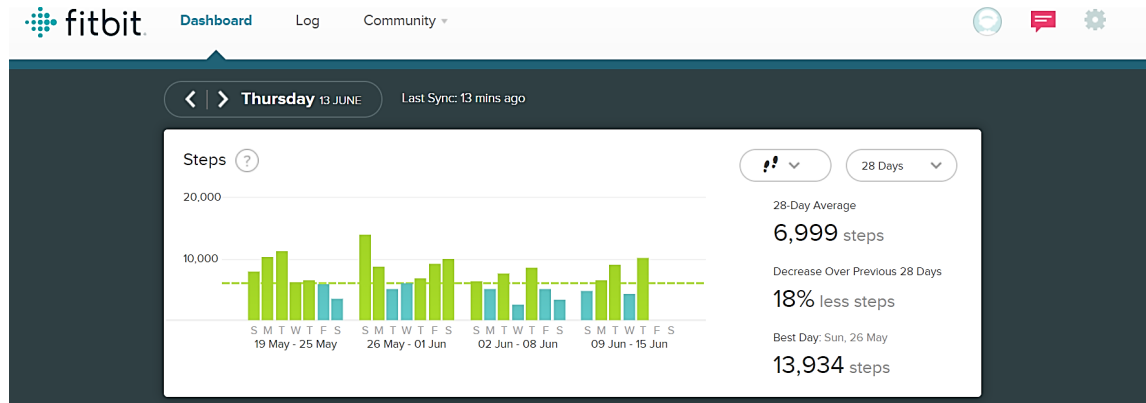 fitbit. Dashboard Log Community
Thursday 13 JUNE Last Sync: 13 mins ago
Steps ?
28 Days
20,000
10,000
S M T W T F S S M T W T F S S M T W T F S S M T W T F S
19 May - 25 May 26 May - 01 Jun 02 Jun - 08 Jun 09 Jun - 15 Jun
28-Day Average
6,999 steps
Decrease Over Previous 28 Days
18% less steps
Best Day: Sun, 26 May
13,934 steps